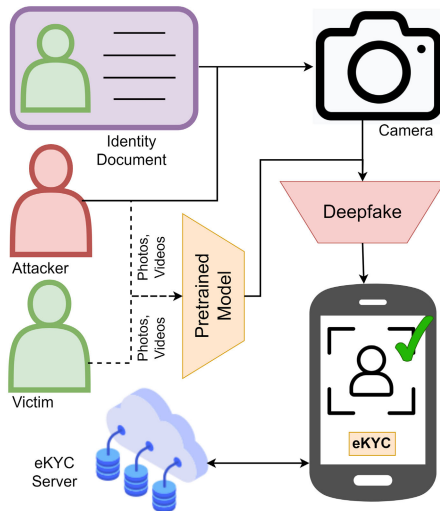 Identity
Document
Camera
Attacker
Photos,
Videos
Pretrained
Model
Deepfake
Photos,
Videos
Victim
eKYC
eKYC
Server